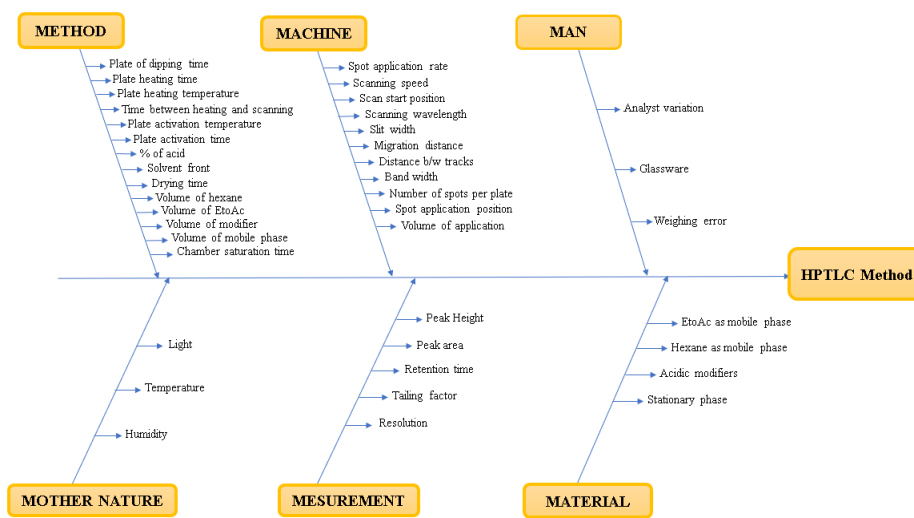 METHOD
MACHINE
MAN
Plate of dipping time
Plate heating time
Plate heating temperature
Time between heating and scanning
Plate activation temperature
Plate activation time
% of acid
Solvent front
Drying time
Volume of hexane
Volume of EtoAc
Volume of modifier
Volume of mobile phase
Chamber saturation time
Spot application rate
Scanning speed
Scan start position
Scanning wavelength
Slit width
Migration distance
Distance b/w tracks
Band width
Number of spots per plate
Spot application position
Volume of application
Analyst variation
Glassware
Weighing error
HPTLC Method
Light
Temperature
Humidity
Peak Height
Peak area
Retention time
Tailing factor
Resolution
EtoAc as mobile phase
Hexane as mobile phase
Acidic modifiers
Stationary phase
MOTHER NATURE
MESUREMENT
MATERIAL